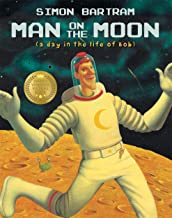 SIMON BARTRAM
MAN ON THE MOON
(a day in the life of Bob)